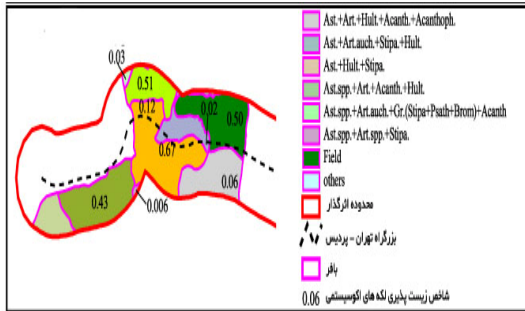 Ast.+Art.+Hult.+Acanth.+Acanthoph.
Ast.+Art.auch.+Stipa.+Hult.
Ast.+Hult.+Stipa.
Ast.spp.+Art.+Acanth.+Hult.
Ast.spp.+Art.auch.+Gr.(Stipa+Psath+Brom)+Acanth
Ast.spp.+Art.spp.+Stipa.
Field
others
محدوده اثرگذار
بزرگراه تهران - پردیس
بافر
0.06 شاخص زیست پذیری لکه های اکوسیستمی
0.03
0.51
0.12
0.02
0.50
0.67
0.06
0.43
0.006